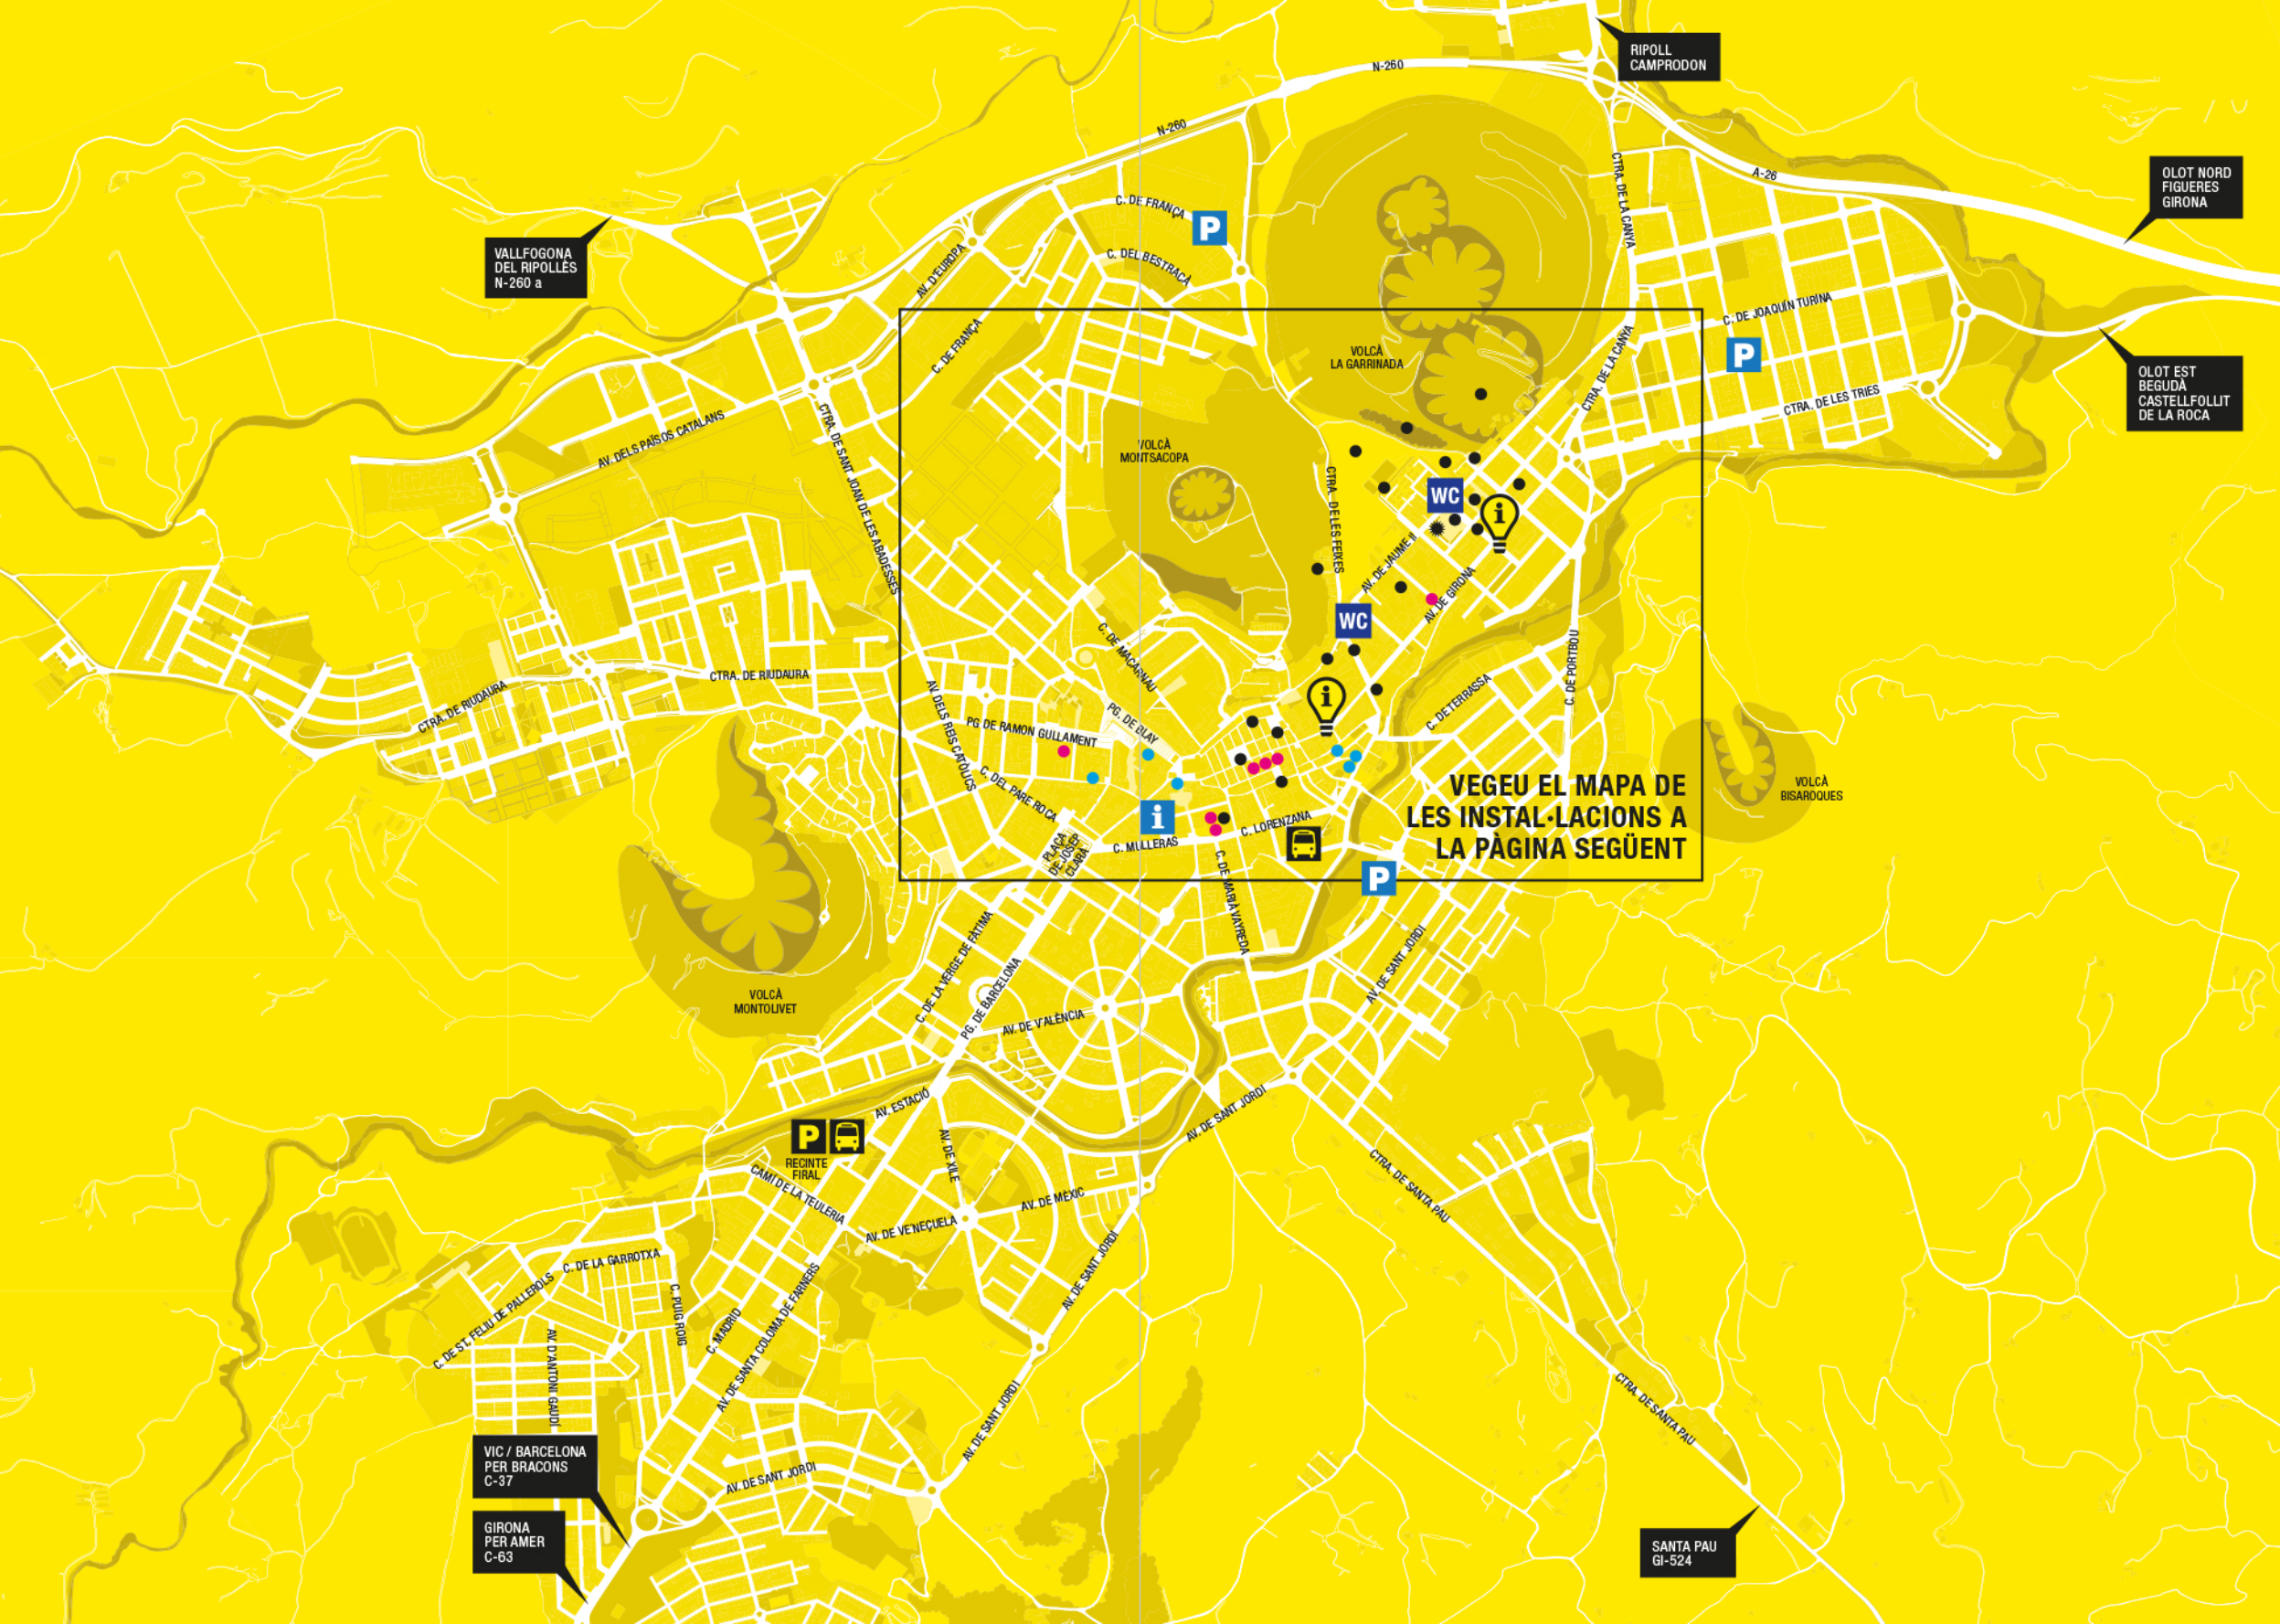 RIPOLL
CAMPRODON
N-260
N-260
A-26
OLOT NORD
FIGUERES
GIRONA
CTRA. DE LA CANYA
C. DE FRANÇA
P
VALLFOGONA
DEL RIPOLLÈS
N-260 a
AV. D'EUROPA
C. DEL BESTRACÀ
C. DE JOAQUÍN TURINA
C. DE FRANÇA
VOLCÀ
LA GARRINADA
CTRA. DE LA CANYA
P
OLOT EST
BEGUDÀ
CASTELLFOLLIT
DE LA ROCA
CTRA. DE LES TRIES
AV. DELS PAÏSOS CATALANS
CTRA. DE SANT JOAN DE LES ABADESSES
VOLCÀ
MONTSACOPA
CTRA. DE LES FEIXES
WC
i
AV. DE JAUME II
AV. DE GIRONA
WC
C. DE MACARNAU
C. DE PORTBOU
CTRA. DE RIUDAURA
CTRA. DE RIUDAURA
AV. DELS REIS CATÒLICS
C. DE TERRASSA
i
PG. DE BLAY
PG DE RAMON GULLAMENT
C. DEL PARE ROCA
VEGEU EL MAPA DE
LES INSTAL·LACIONS A
LA PÀGINA SEGÜENT
VOLCÀ
BISAROQUES
i
C. LORENZANA
C. MULLERAS
PLAÇA
DE JOSEP
CLARÀ
C. DE MARIÀ VAYREDA
P
C. DE LA VERGE DE FÀTIMA
PG. DE BARCELONA
AV. DE SANT JORDI
VOLCÀ
MONTOLIVET
AV. DE VALÈNCIA
AV. ESTACIÓ
AV. DE SANT JORDI
P
RECINTE
FIRAL
AV. DE XILE
CAMÍ DE LA TEULERIA
AV. DE MÈXIC
AV. DE VENEÇUELA
CTRA. DE SANTA PAU
AV. DE SANT JORDI
C. DE LA GARROTXA
C. DE ST. FELIU DE PALLEROLS
C. PUIG ROIG
C. MADRID
AV. DE SANTA COLOMA DE FARNERS
AV. D'ANTONI GAUDÍ
AV. DE SANT JORDI
CTRA. DE SANTA PAU
VIC / BARCELONA
PER BRACONS
C-37
AV. DE SANT JORDI
GIRONA
PER AMER
C-63
SANTA PAU
GI-524